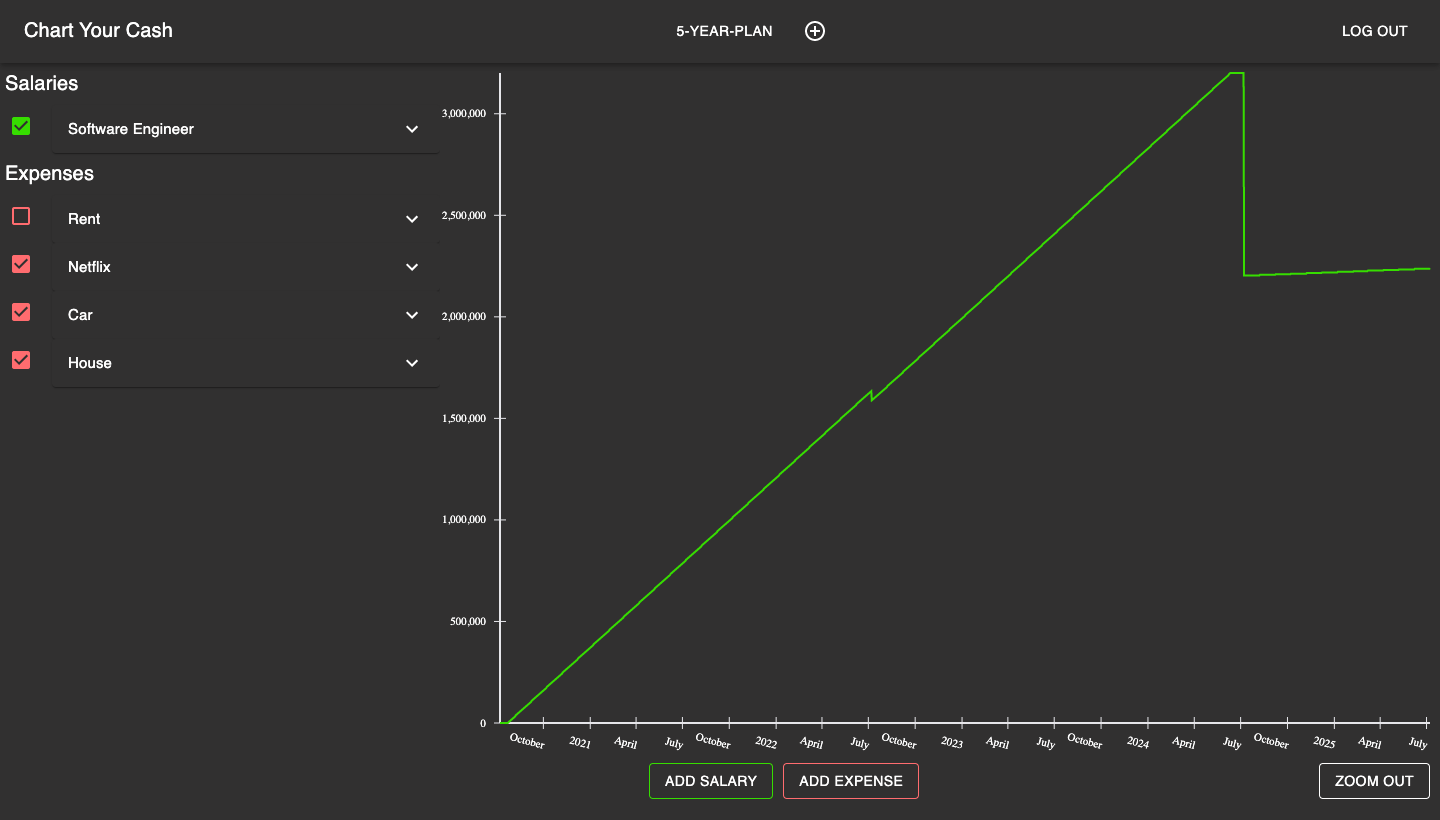 Chart Your Cash
5-YEAR-PLAN
LOG OUT
Salaries
Software Engineer
Expenses
Rent
Netflix
Car
House
3,000,000
2,500,000
2,000,000
1,500,000
1,000,000
500,000
0
October 2021 April July October 2022 April July October 2023 April July October 2024 April July October 2025 April July
ADD SALARY
ADD EXPENSE
ZOOM OUT